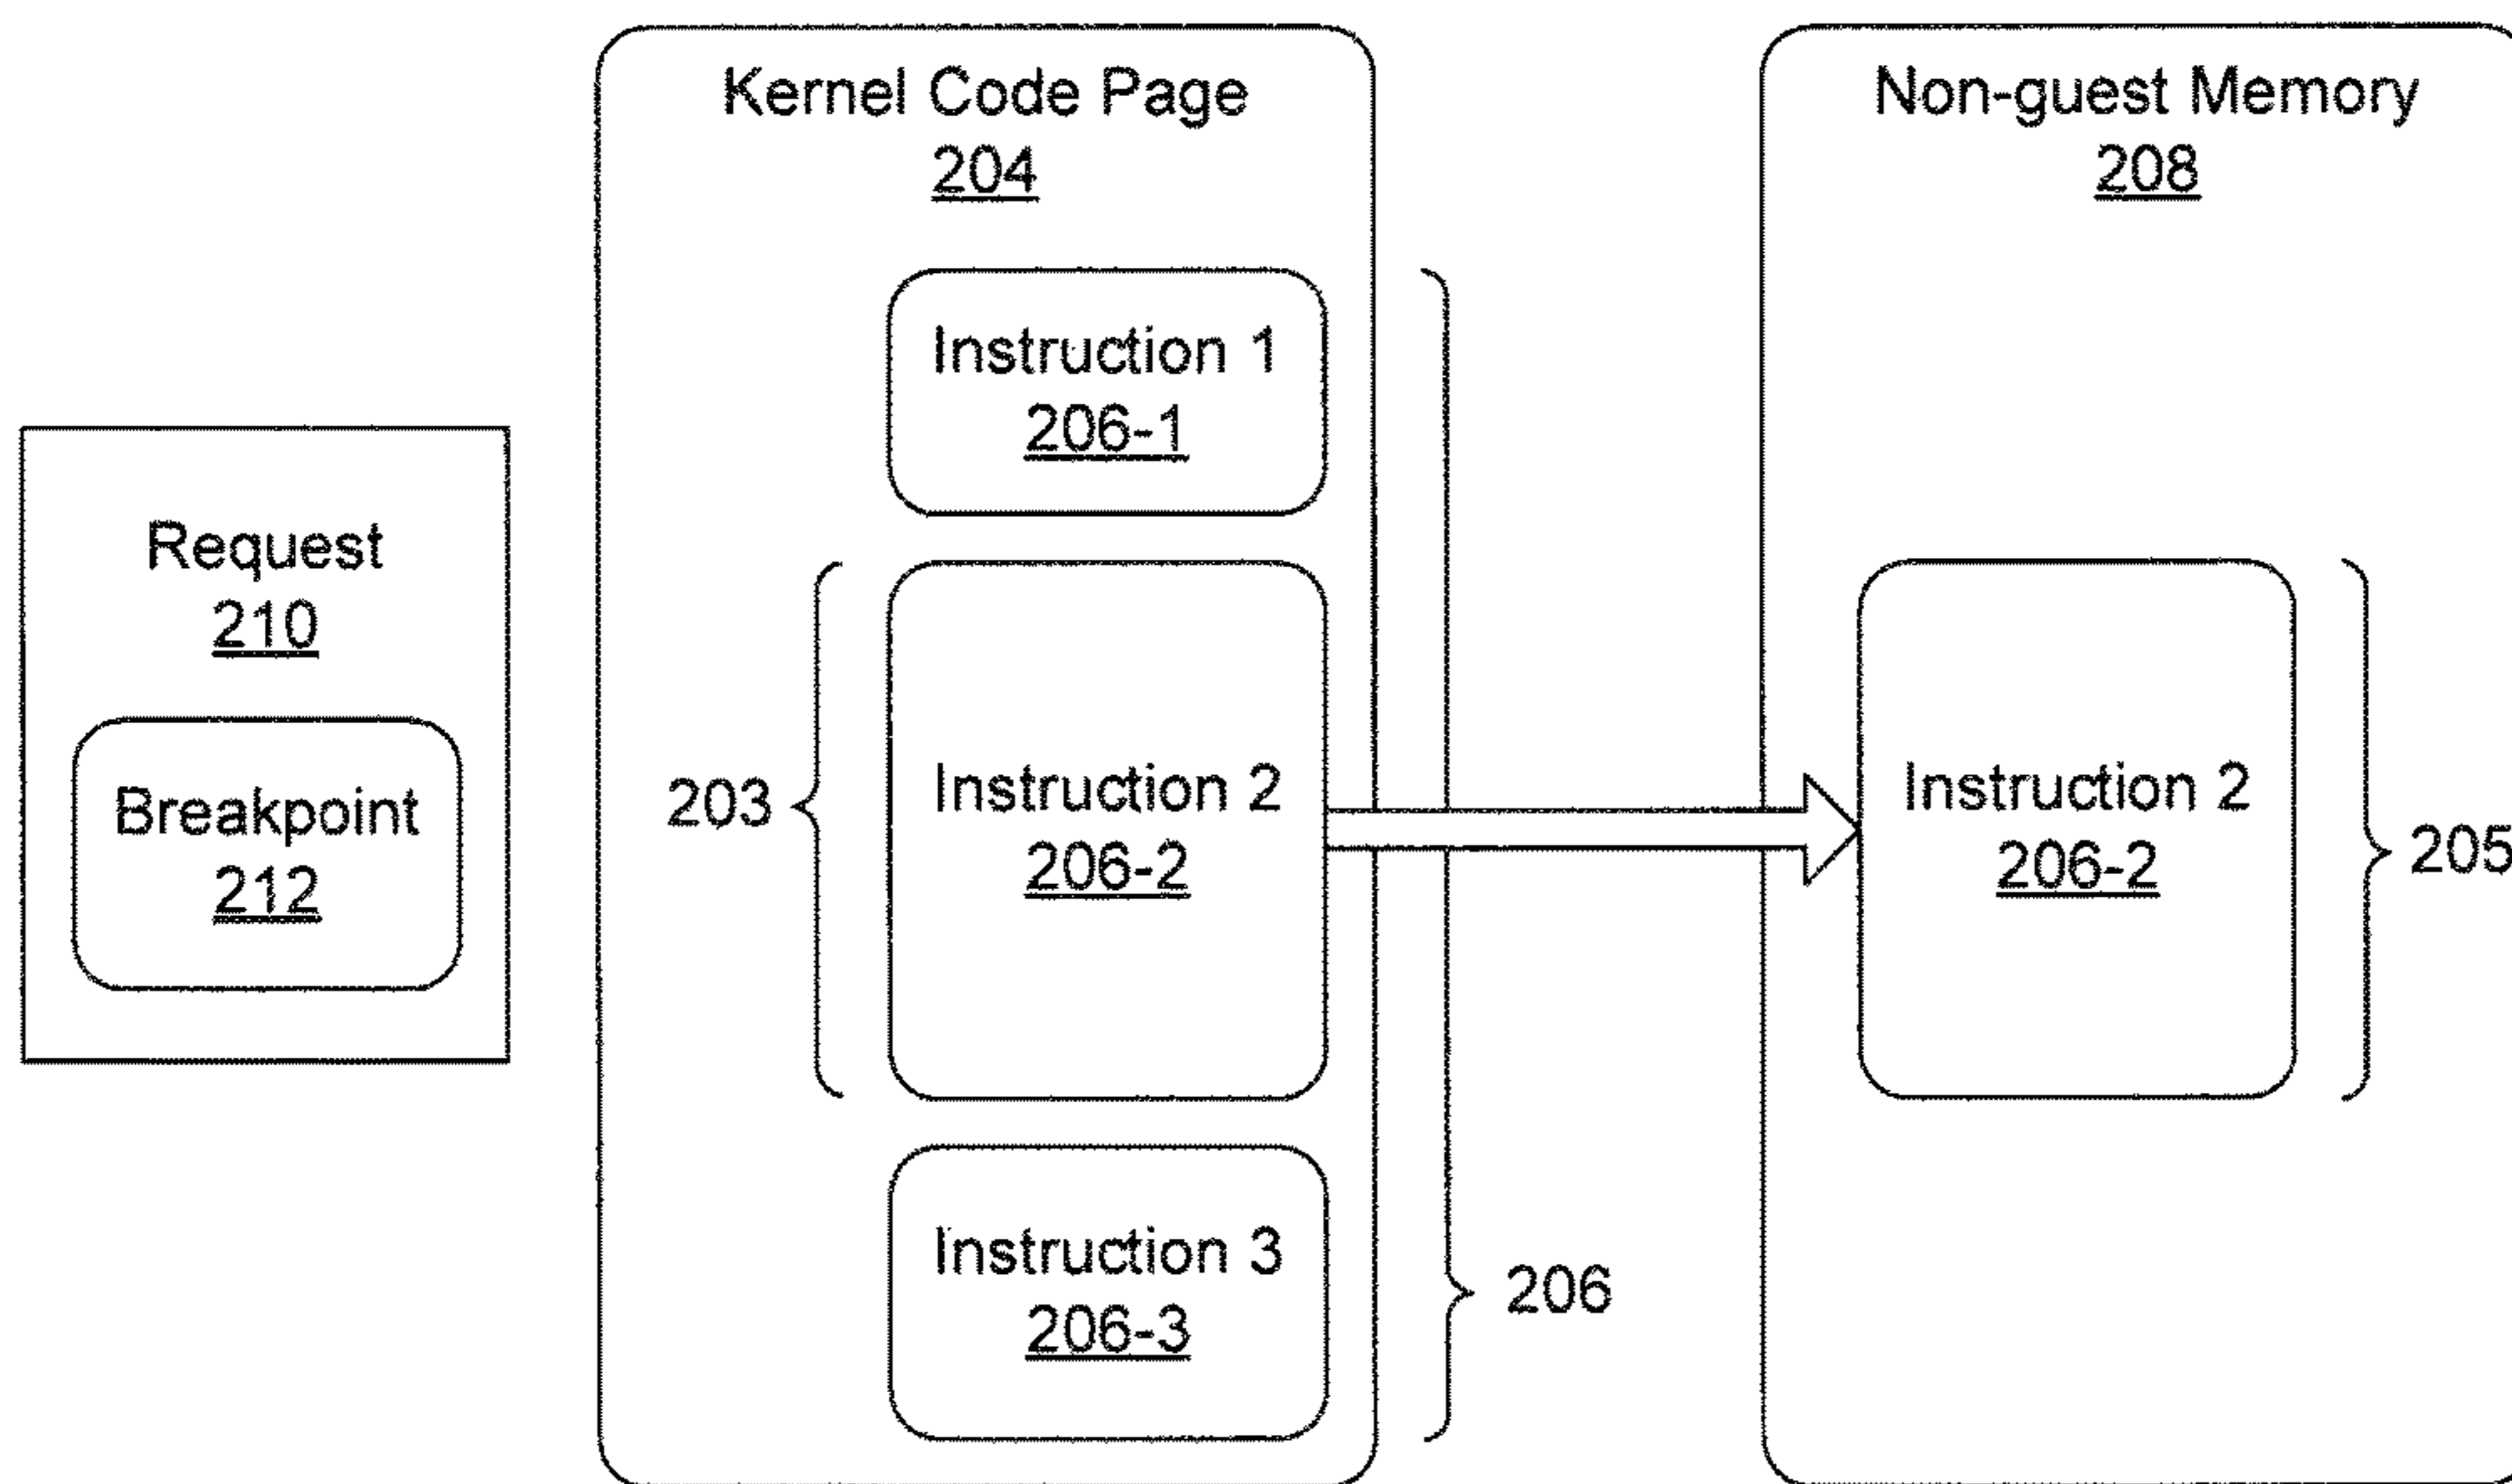 Request
210
Breakpoint
212
Kernel Code Page
204
Instruction 1
206-1
203
Instruction 2
206-2
Instruction 3
206-3
206
Non-guest Memory
208
Instruction 2
206-2
205